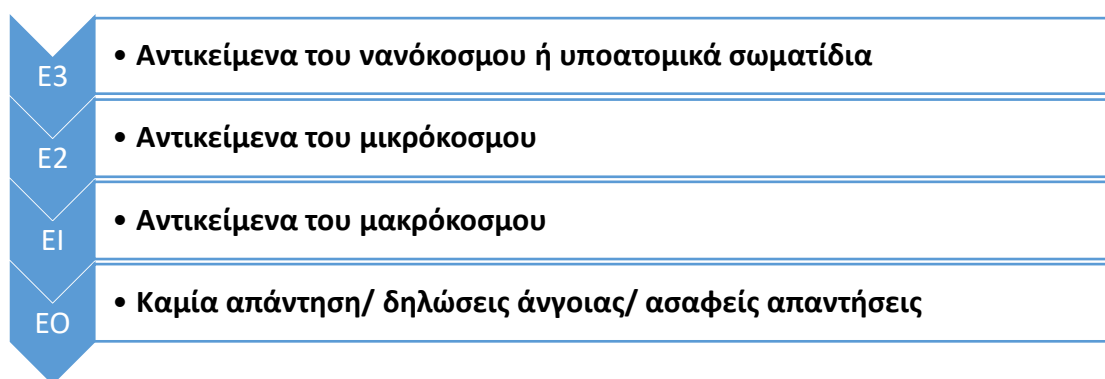 Ε3
• Αντικείμενα του νανόκοσμου ή υποατομικά σωματίδια
Ε2
• Αντικείμενα του μικρόκοσμου
ΕΙ
• Αντικείμενα του μακρόκοσμου
ΕΟ
• Καμία απάντηση/ δηλώσεις άνγοιας/ ασαφείς απαντήσεις